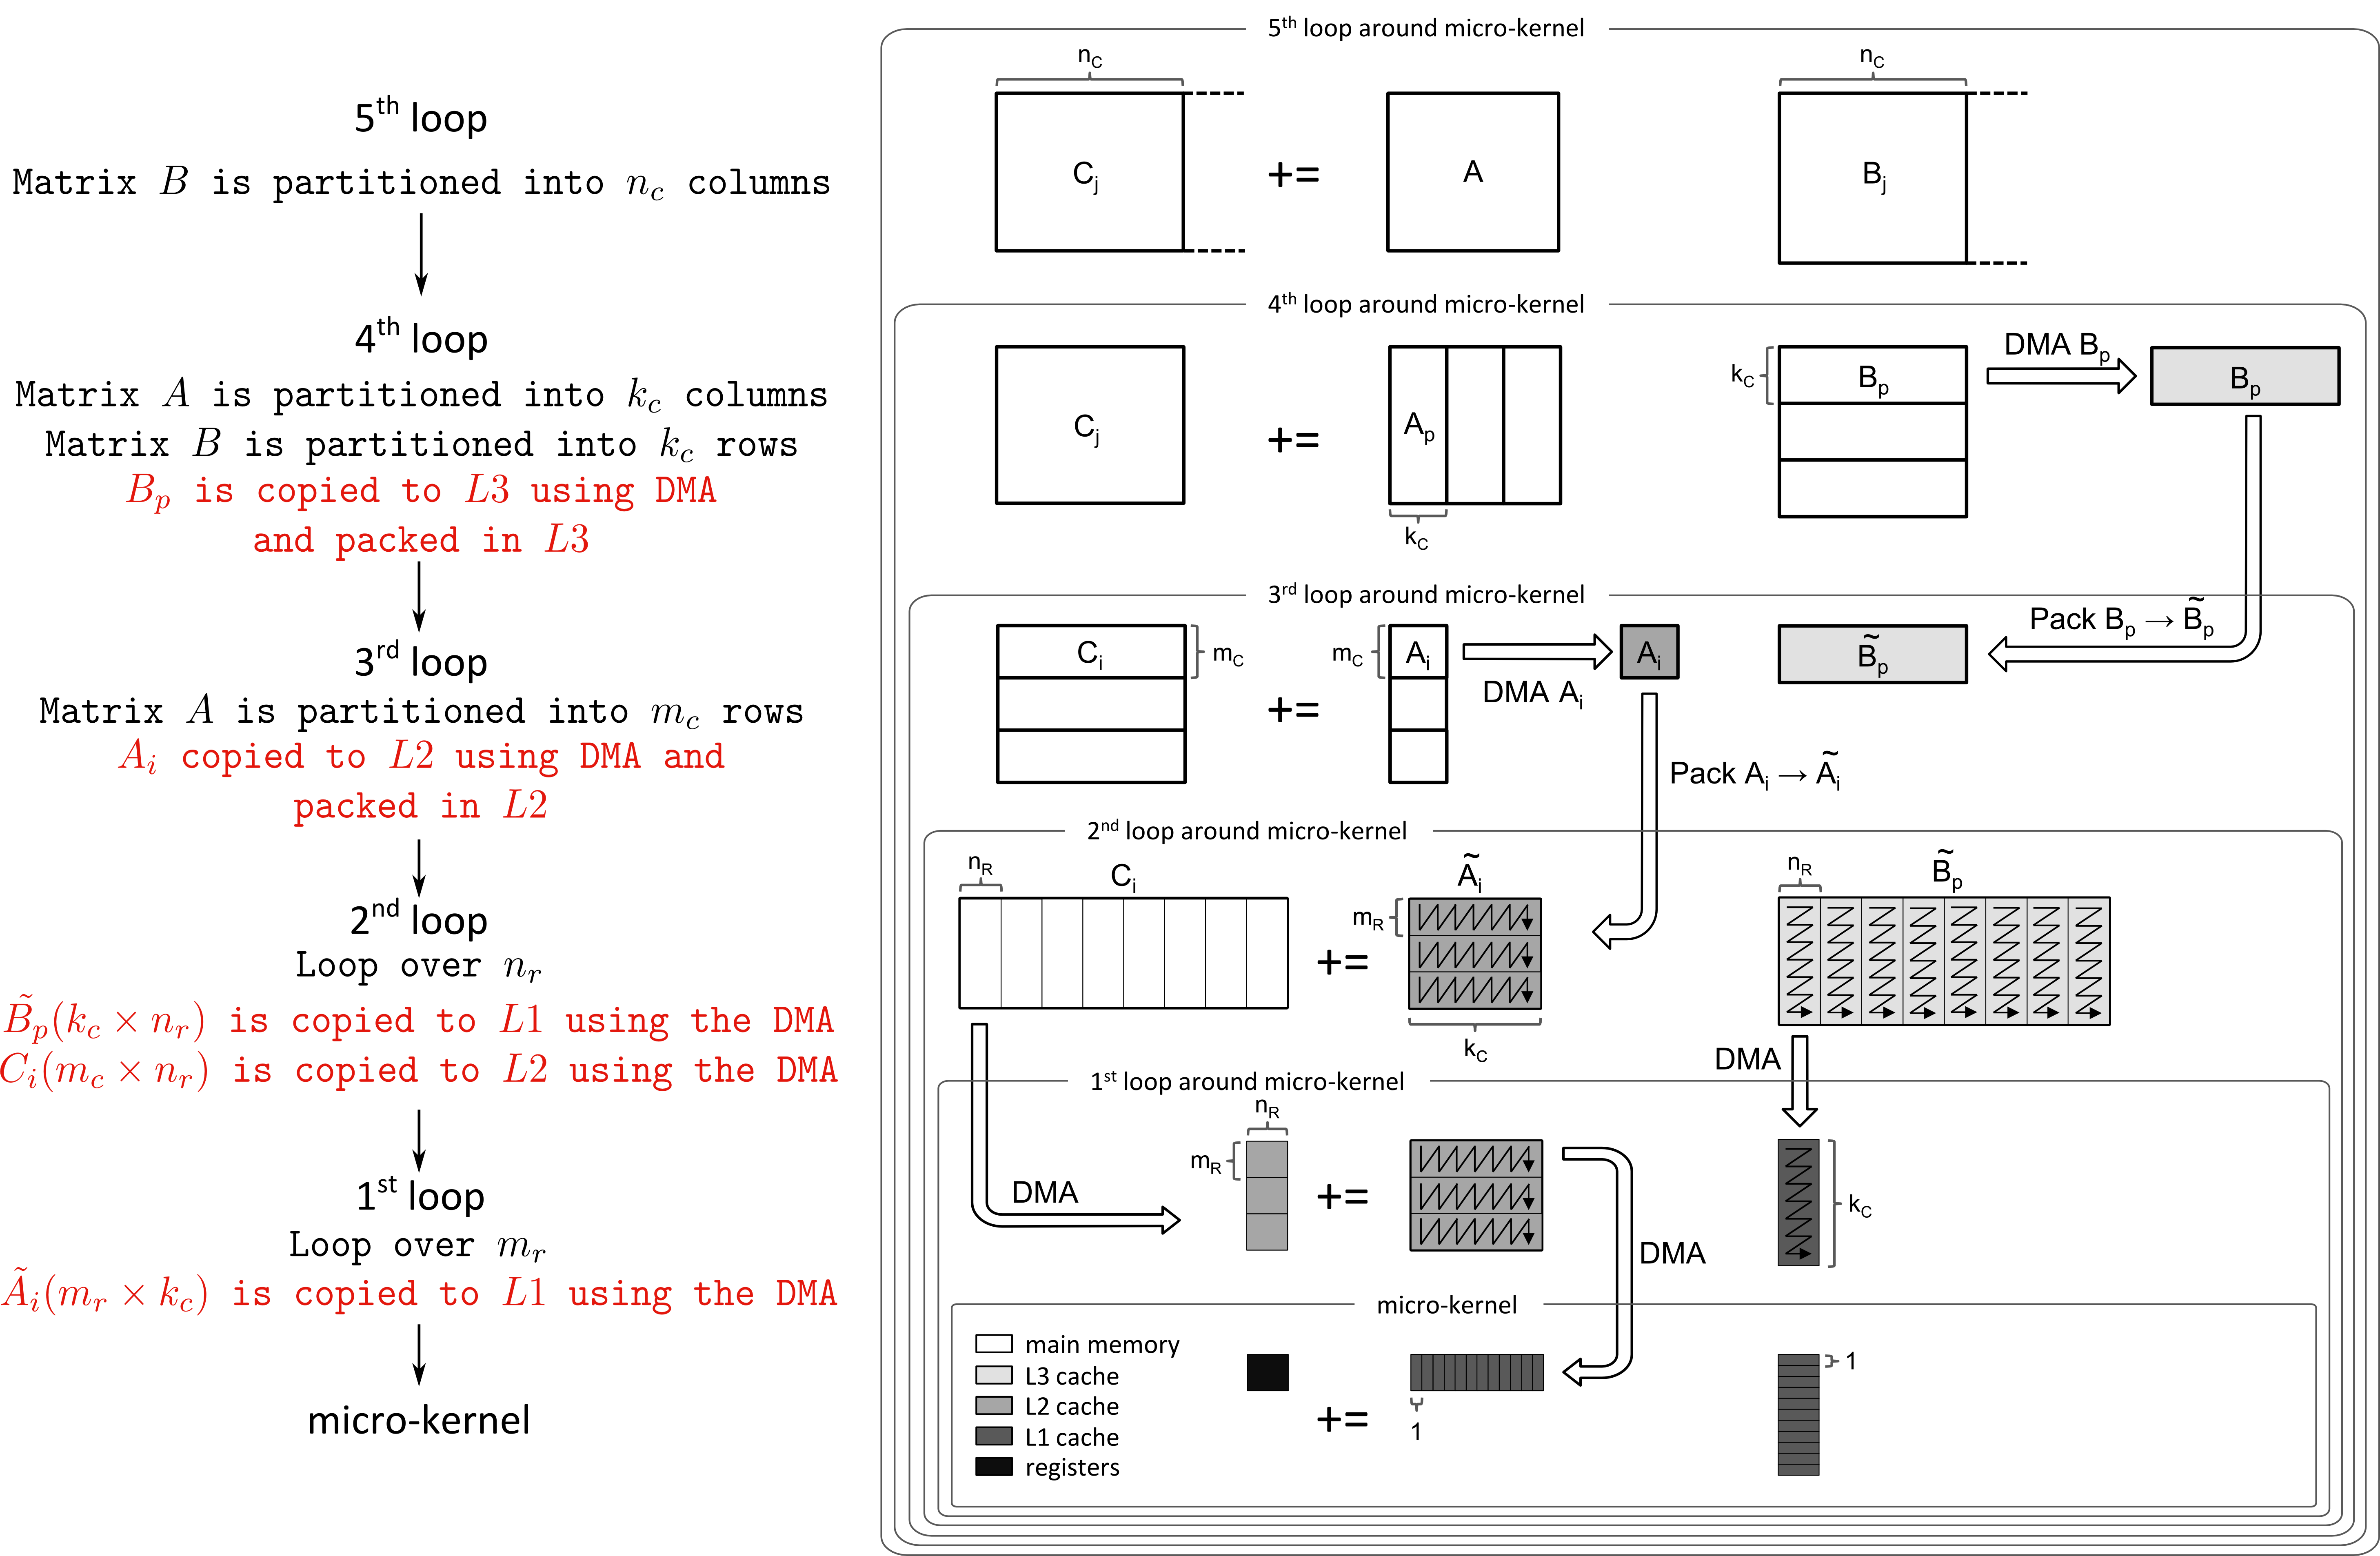 5th loop
Matrix B is partitioned into n_c columns
4th loop
Matrix A is partitioned into k_c columns
Matrix B is partitioned into k_c rows
B_p is copied to L3 using DMA
and packed in L3
3rd loop
Matrix A is partitioned into m_c rows
A_i copied to L2 using DMA and
packed in L2
2nd loop
Loop over n_r
B̃_p(k_c × n_r) is copied to L1 using the DMA
C_i(m_c × n_r) is copied to L2 using the DMA
1st loop
Loop over m_r
Ã_i(m_r × k_c) is copied to L1 using the DMA
micro-kernel
5th loop around micro-kernel
n_C
n_C
C_j
+=
A
B_j
4th loop around micro-kernel
C_j
+=
A_p
k_C
k_C
B_p
DMA B_p
B_p
3rd loop around micro-kernel
C_i
m_C
+=
m_C
A_i
DMA A_i
A_i
B̃_p
Pack B_p → B̃_p
Pack A_i → Ã_i
2nd loop around micro-kernel
n_R
C_i
+=
Ã_i
m_R
k_C
n_R
B̃_p
DMA
1st loop around micro-kernel
DMA
n_R
m_R
+=
DMA
k_C
micro-kernel
main memory
L3 cache
L2 cache
L1 cache
registers
+=
1
1